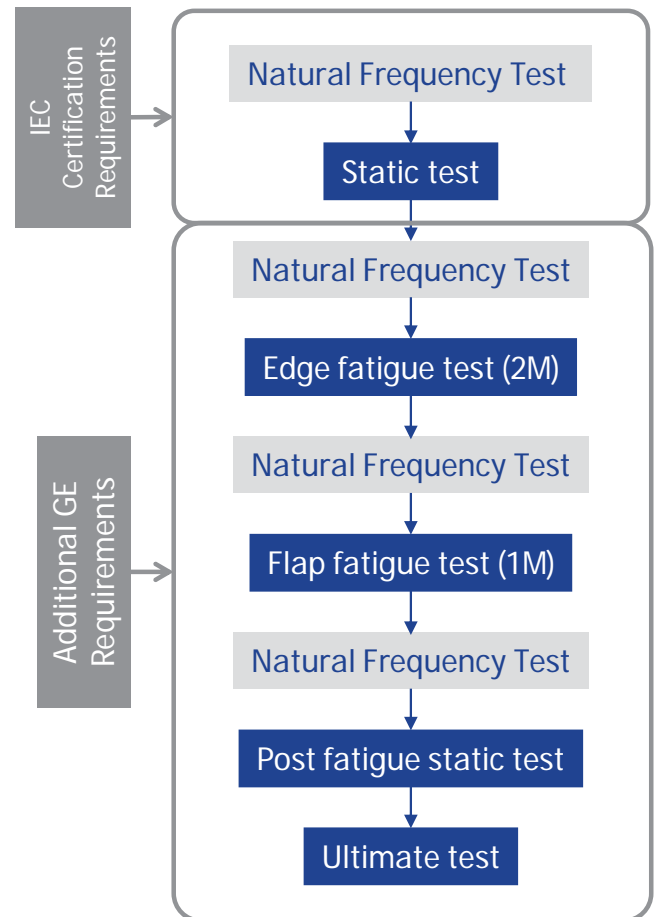 IEC
Certification
Requirements
Natural Frequency Test
Static test
Additional GE
Requirements
Natural Frequency Test
Edge fatigue test (2M)
Natural Frequency Test
Flap fatigue test (1M)
Natural Frequency Test
Post fatigue static test
Ultimate test